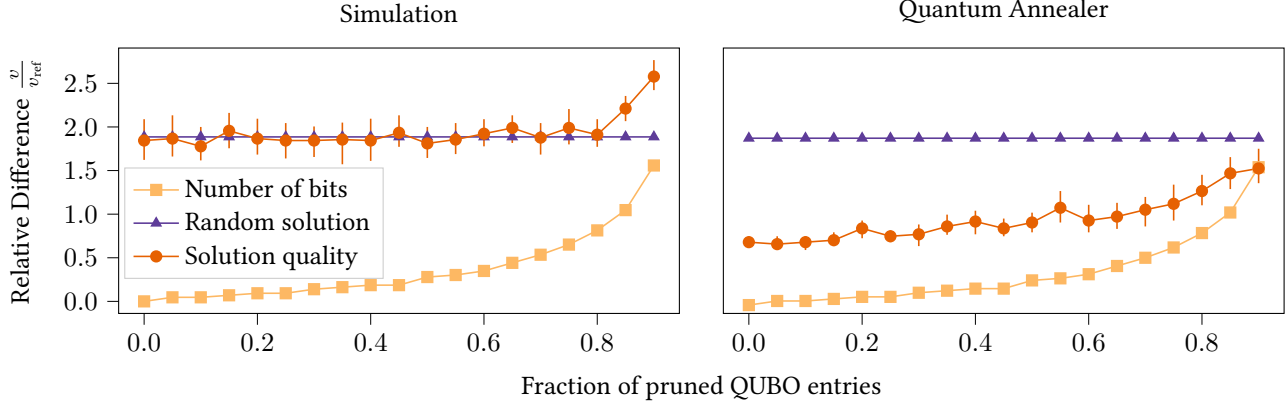 Simulation
Quantum Annealer
Relative Difference v/v_ref
2.5
2.0
1.5
1.0
0.5
0.0
Number of bits
Random solution
Solution quality
0.0 0.2 0.4 0.6 0.8
0.0 0.2 0.4 0.6 0.8
Fraction of pruned QUBO entries